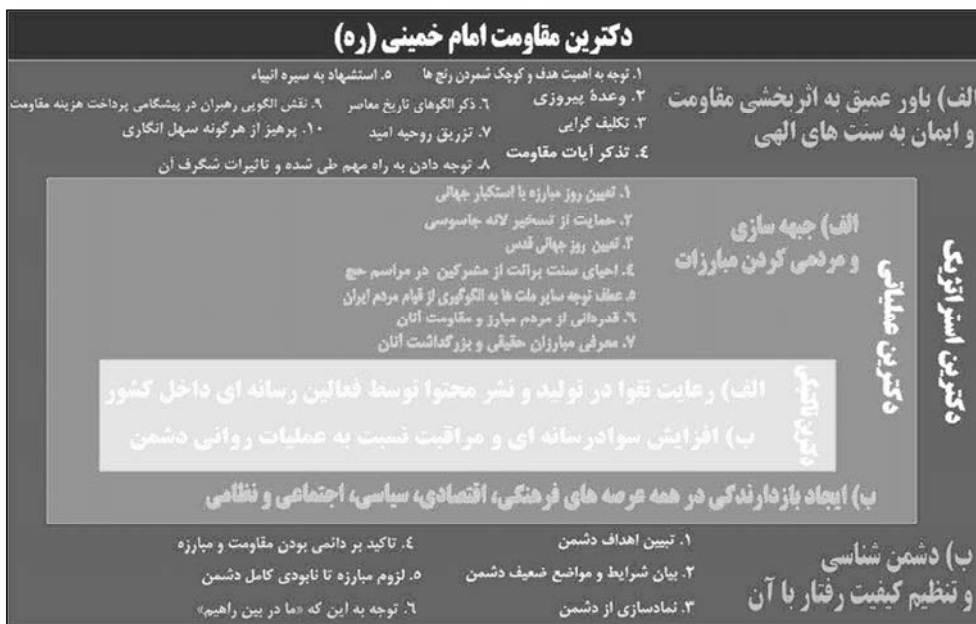 دکترین مقاومت امام خمینی (ره)
الف) باور عمیق به اثربخشی مقاومت
و ایمان به سنت های الهی
۱. توجه به اهمیت هدف و کوچک شمردن رنج ها
۲. وعدهٔ پیروزی
۳. تکلیف گرایی
۴. تذکر آیات مقاومت
۵. استشهاد به سیره انبیاء
۶. ذکر الگوهای تاریخ معاصر
۷. تزریق روحیه امید
۸. توجه دادن به راه مهم طی شده و تاثیرات شگرف آن
۹. نقش الگویی رهبران در پیشگامی پرداخت هزینه مقاومت
۱۰. پرهیز از هرگونه سهل انگاری
دکترین استراتژیک
دکترین عملیاتی
الف) جبهه سازی
و مردمی کردن مبارزات
۱. تعیین روز مبارزه با استکبار جهانی
۲. حمایت از تسخیر لانه جاسوسی
۳. تعیین روز جهانی قدس
۴. احیای سنت برائت از مشرکین در مراسم حج
۵. عطف توجه سایر ملت ها به الگوگیری از قیام مردم ایران
۶. قدردانی از مردم مبارز و مقاومت آنان
۷. معرفی مبارزان حقیقی و بزرگداشت آنان
دکترین تاکتیکی
الف) رعایت تقوا در تولید و نشر محتوا توسط فعالین رسانه ای داخل کشور
ب) افزایش سوادرسانه ای و مراقبت نسبت به عملیات روانی دشمن
ب) ایجاد بازدارندگی در همه عرصه های فرهنگی، اقتصادی، سیاسی، اجتماعی و نظامی
ب) دشمن شناسی
و تنظیم کیفیت رفتار با آن
۱. تبیین اهداف دشمن
۲. بیان شرایط و مواضع ضعیف دشمن
۳. نمادسازی از دشمن
۴. تاکید بر دائمی بودن مقاومت و مبارزه
۵. لزوم مبارزه تا نابودی کامل دشمن
۶. توجه به این که «ما در بین راهیم»